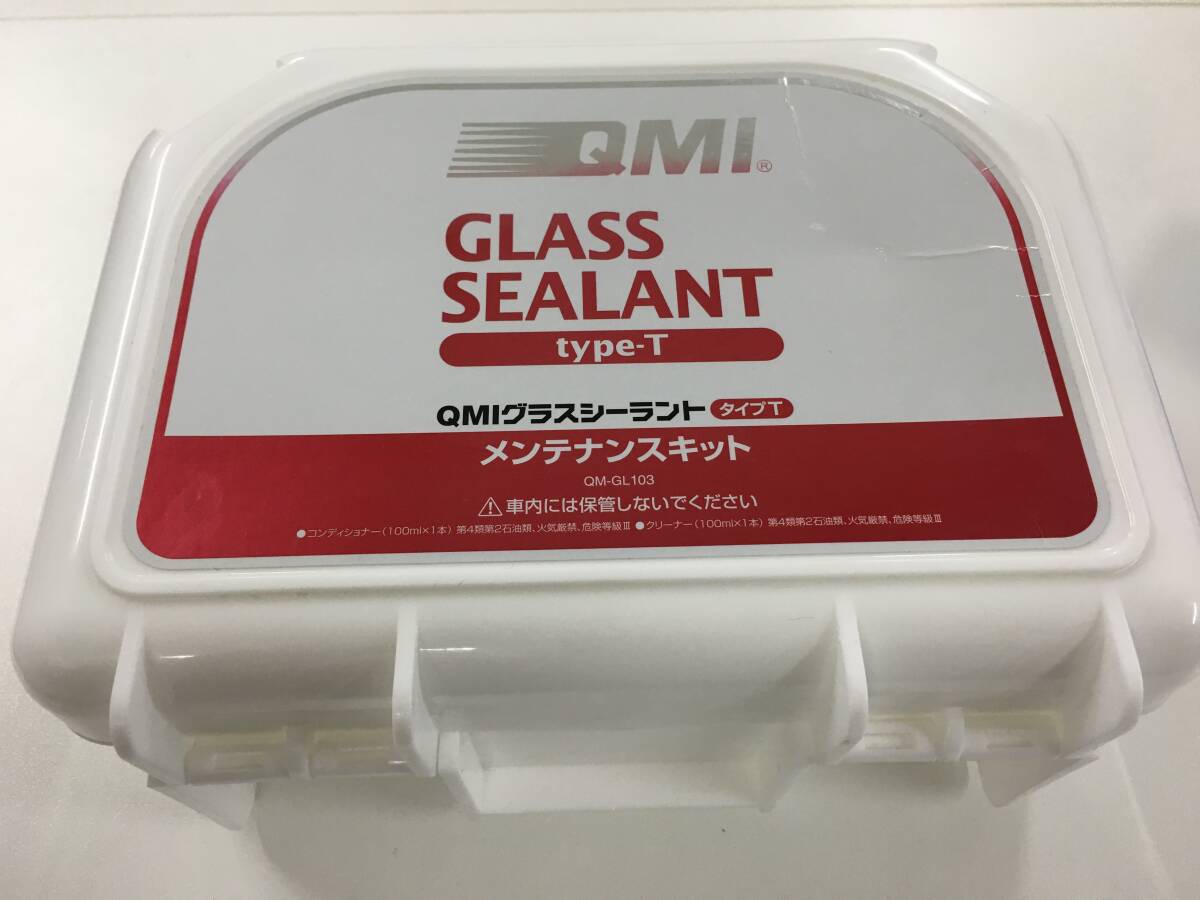 QMI®
GLASS
SEALANT
type-T
QMIグラスシーラント タイプT
メンテナンスキット
QM-GL103
⚠車内には保管しないでください
●コンディショナー(100ml×1本) 第4類第2石油類、火気厳禁、危険等級Ⅲ ●クリーナー(100ml×1本) 第4類第2石油類、火気厳禁、危険等級Ⅲ